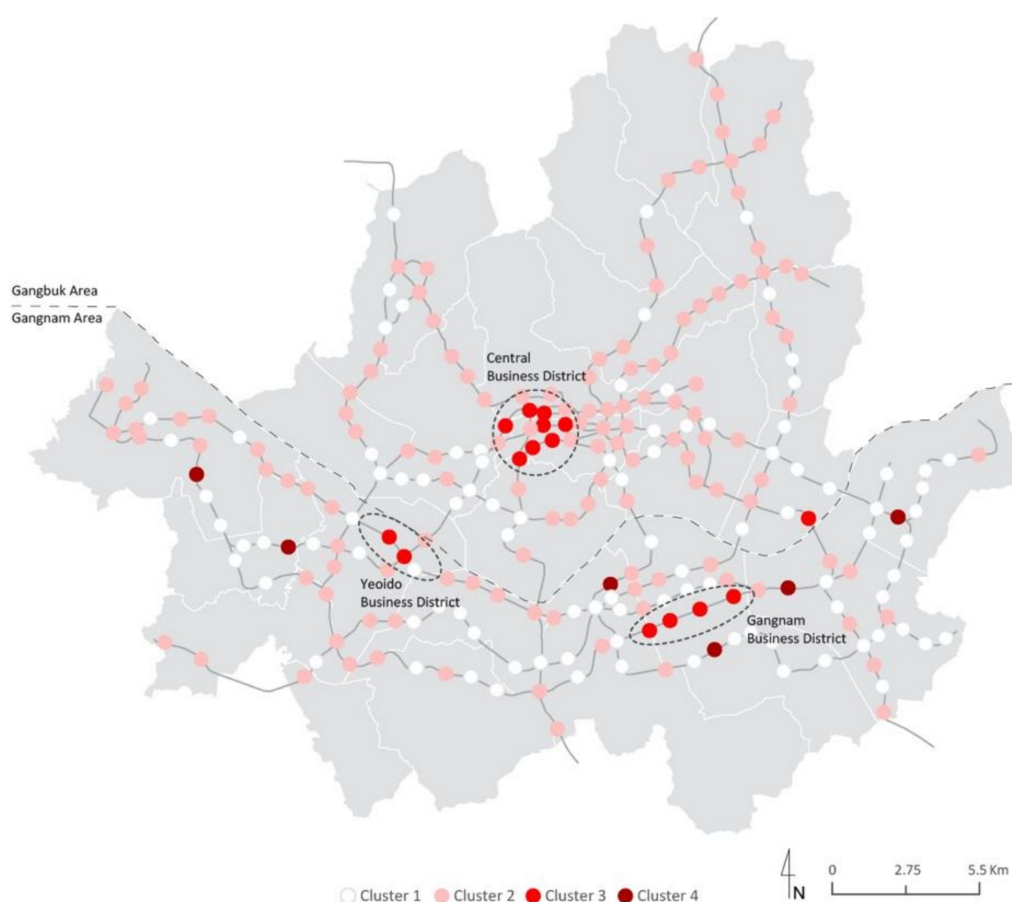 Gangbuk Area
Gangnam Area
Central
Business District
Yeoido
Business District
Gangnam
Business District
N
0 2.75 5.5 Km
Cluster 1 Cluster 2 Cluster 3 Cluster 4